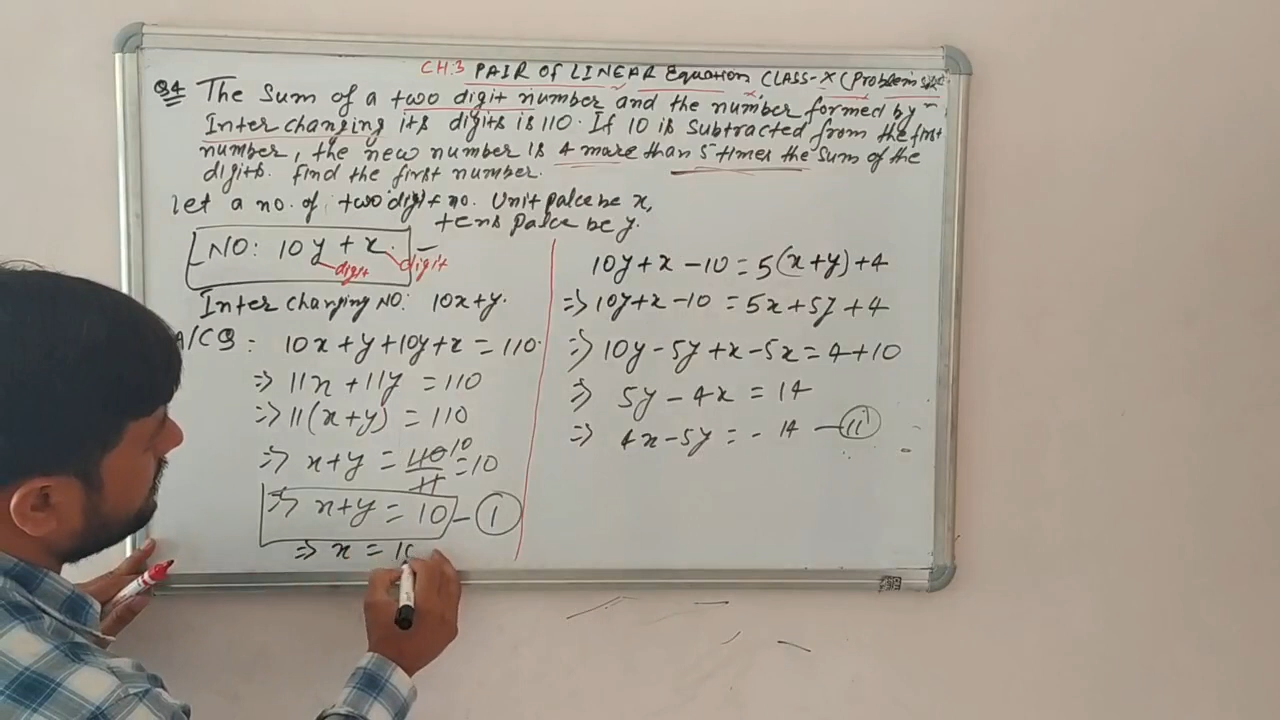 CH:3 PAIR OF LINEAR Equation CLASS-X (Problem
Q4 The Sum of a two digit number and the number formed by
Inter changing its digits is 110. If 10 is Subtracted from the first
number, the new number is 4 more than 5 times the sum of the
digits. find the first number.
let a no. of two digit no. Unit palce be x,
tens Palce be y.
NO: 10y + x
digit digit
Inter changing NO: 10x+y.
A/CQ: 10x+y+10y+x = 110.
=> 11x + 11y = 110
=> 11(x+y) = 110
=> x+y = 110/11 = 10
10
=> x+y = 10 - (1)
=> x = 10
10y+x-10 = 5(x+y)+4
=> 10y+x-10 = 5x+5y+4
=> 10y-5y+x-5x = 4+10
=> 5y-4x = 14
=> 4x-5y = -14 - (ii)